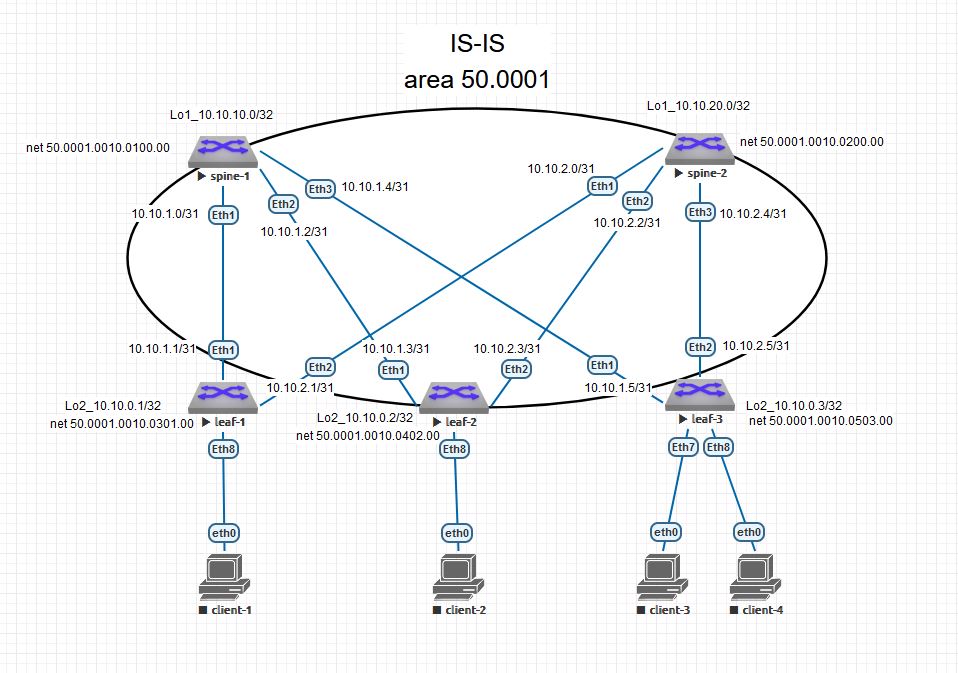 IS-IS
area 50.0001
Lo1_10.10.10.0/32
Lo1_10.10.20.0/32
net 50.0001.0010.0100.00
net 50.0001.0010.0200.00
spine-1
spine-2
10.10.2.0/31
Eth3
10.10.1.4/31
Eth1
Eth2
Eth2
10.10.1.0/31
Eth1
10.10.1.2/31
10.10.2.2/31
Eth3
10.10.2.4/31
10.10.1.1/31
Eth1
10.10.1.3/31
10.10.2.3/31
Eth2
10.10.2.5/31
Eth2
Eth1
Eth2
Eth1
10.10.2.1/31
10.10.1.5/31
Lo2_10.10.0.1/32
net 50.0001.0010.0301.00
leaf-1
Lo2_10.10.0.2/32
net 50.0001.0010.0402.00
leaf-2
Lo2_10.10.0.3/32
net 50.0001.0010.0503.00
leaf-3
Eth8
Eth8
Eth7
Eth8
eth0
eth0
eth0
eth0
client-1
client-2
client-3
client-4